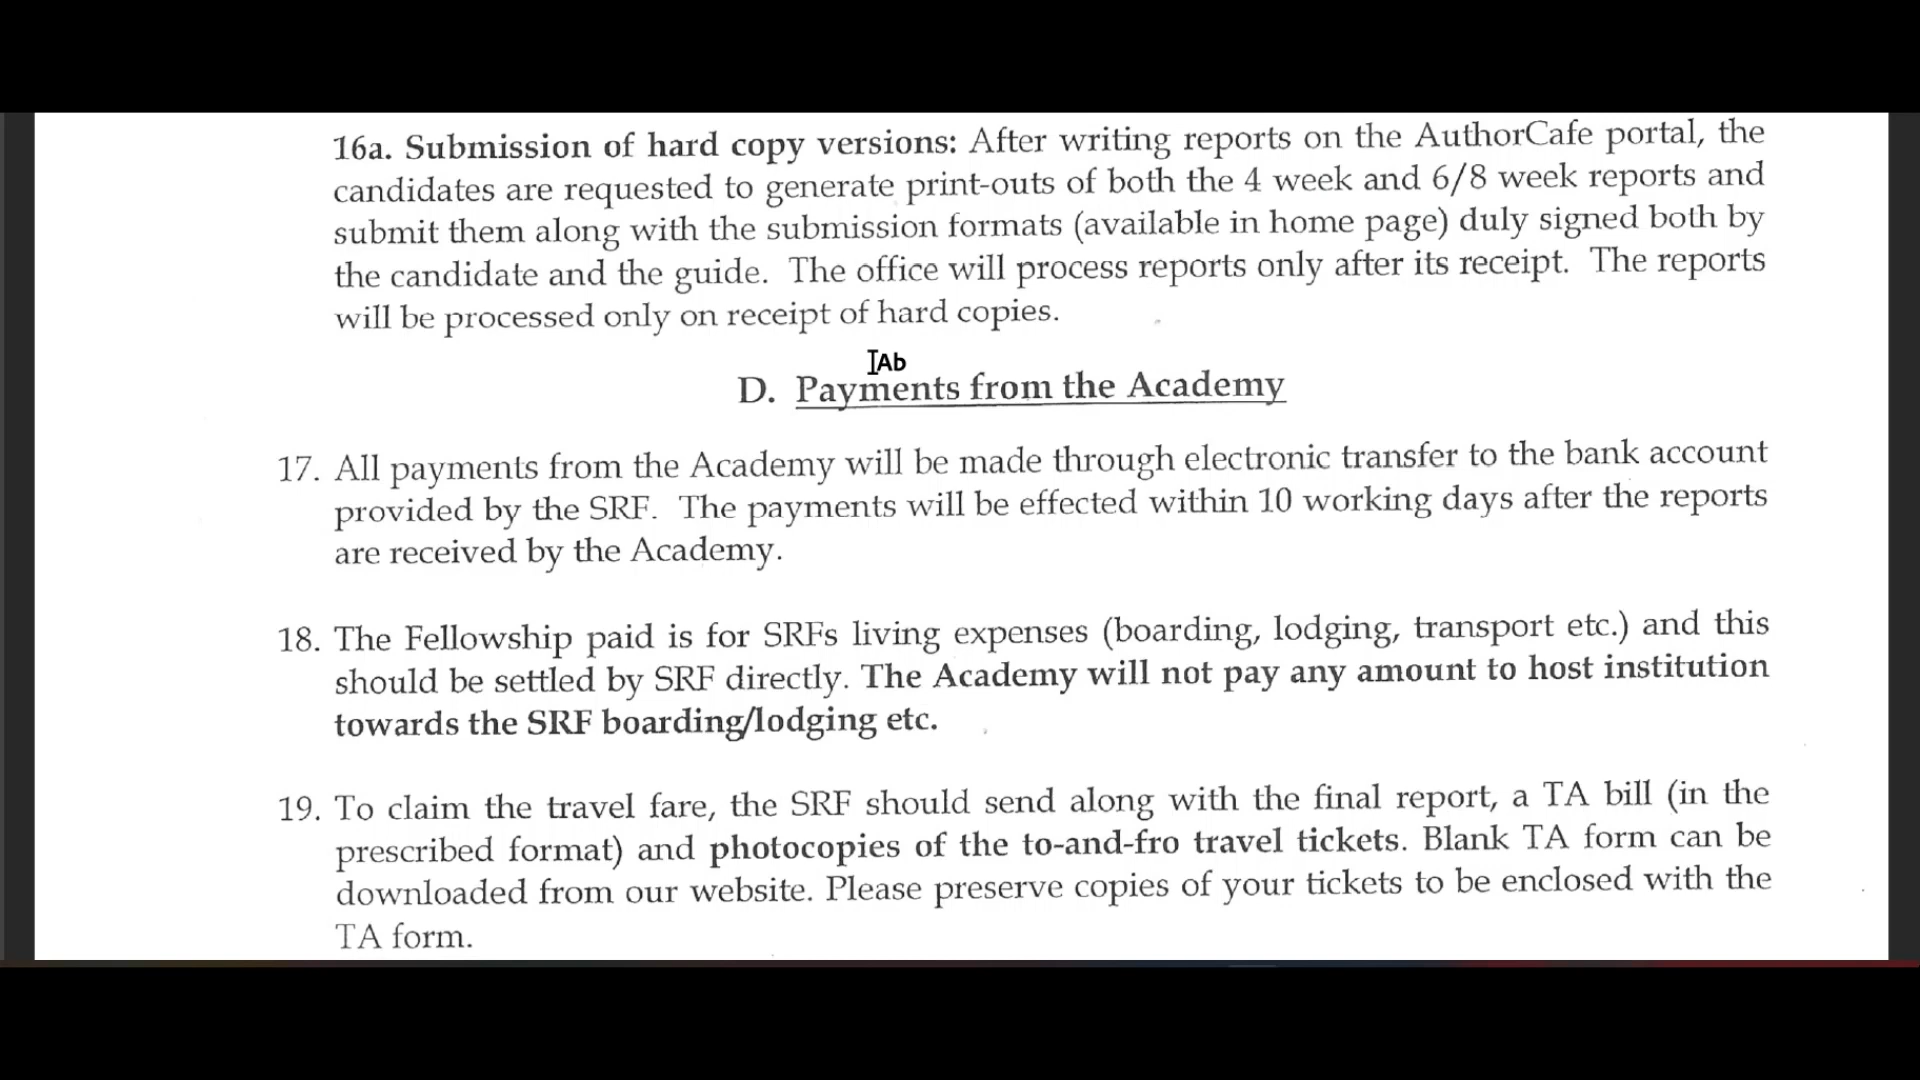 16a. Submission of hard copy versions: After writing reports on the AuthorCafe portal, the
candidates are requested to generate print-outs of both the 4 week and 6/8 week reports and
submit them along with the submission formats (available in home page) duly signed both by
the candidate and the guide. The office will process reports only after its receipt. The reports
will be processed only on receipt of hard copies.
Ab
D. Payments from the Academy
17. All payments from the Academy will be made through electronic transfer to the bank account
provided by the SRF. The payments will be effected within 10 working days after the reports
are received by the Academy.
18. The Fellowship paid is for SRFs living expenses (boarding, lodging, transport etc.) and this
should be settled by SRF directly. The Academy will not pay any amount to host institution
towards the SRF boarding/lodging etc.
19. To claim the travel fare, the SRF should send along with the final report, a TA bill (in the
prescribed format) and photocopies of the to-and-fro travel tickets. Blank TA form can be
downloaded from our website. Please preserve copies of your tickets to be enclosed with the
TA form.